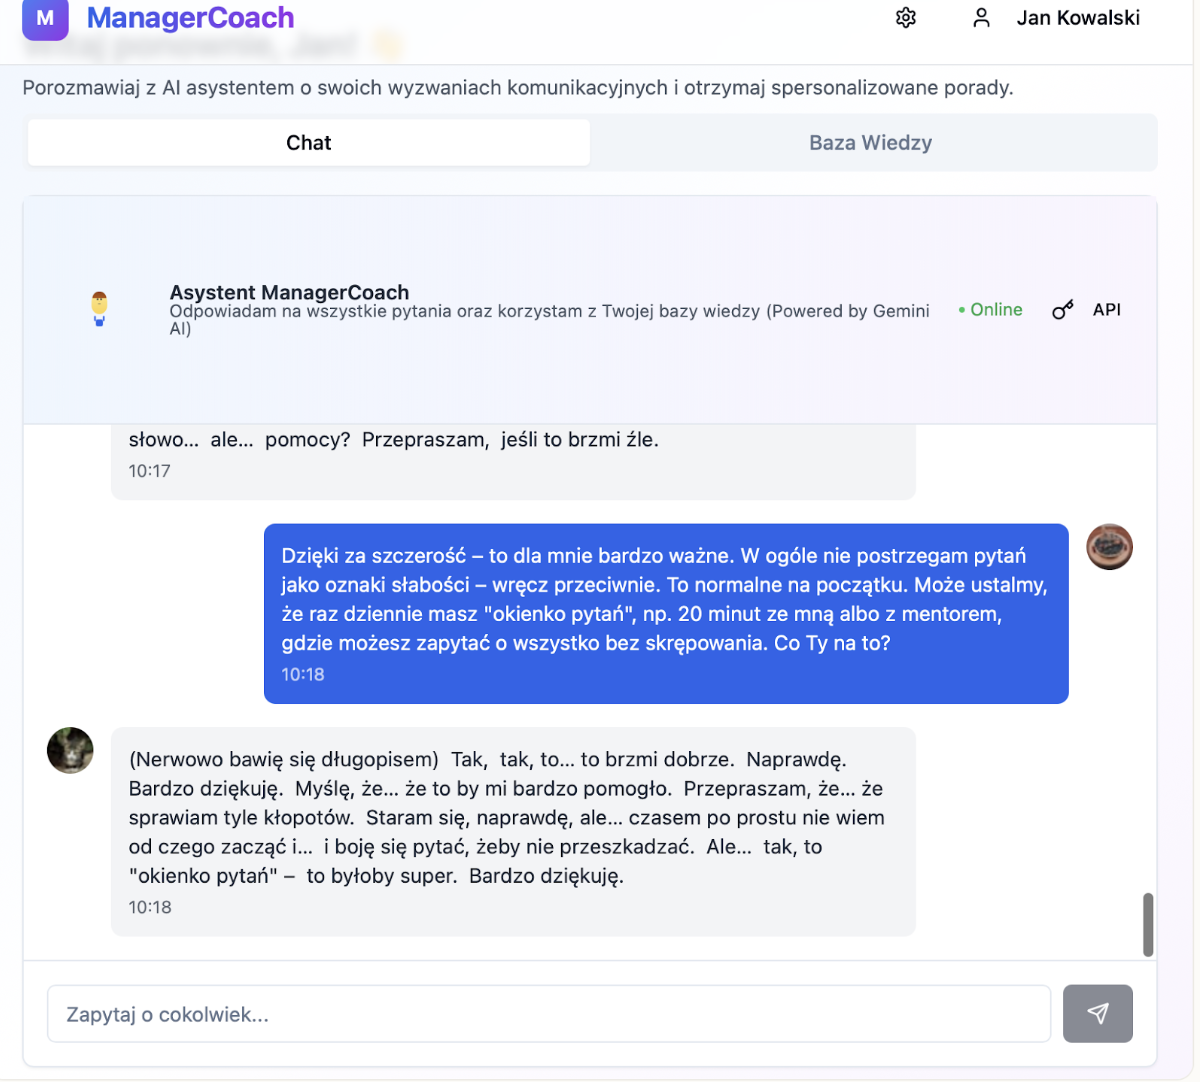 M ManagerCoach
Jan Kowalski
Witaj ponownie, Jan! 👋
Porozmawiaj z AI asystentem o swoich wyzwaniach komunikacyjnych i otrzymaj spersonalizowane porady.
Chat
Baza Wiedzy
Asystent ManagerCoach
Odpowiadam na wszystkie pytania oraz korzystam z Twojej bazy wiedzy (Powered by Gemini
AI)
• Online
API
słowo... ale... pomocy? Przepraszam, jeśli to brzmi źle.
10:17
Dzięki za szczerość – to dla mnie bardzo ważne. W ogóle nie postrzegam pytań
jako oznaki słabości – wręcz przeciwnie. To normalne na początku. Może ustalmy,
że raz dziennie masz "okienko pytań", np. 20 minut ze mną albo z mentorem,
gdzie możesz zapytać o wszystko bez skrępowania. Co Ty na to?
10:18
(Nerwowo bawię się długopisem) Tak, tak, to... to brzmi dobrze. Naprawdę.
Bardzo dziękuję. Myślę, że... że to by mi bardzo pomogło. Przepraszam, że... że
sprawiam tyle kłopotów. Staram się, naprawdę, ale... czasem po prostu nie wiem
od czego zacząć i... i boję się pytać, żeby nie przeszkadzać. Ale... tak, to
"okienko pytań" – to byłoby super. Bardzo dziękuję.
10:18
Zapytaj o cokolwiek...